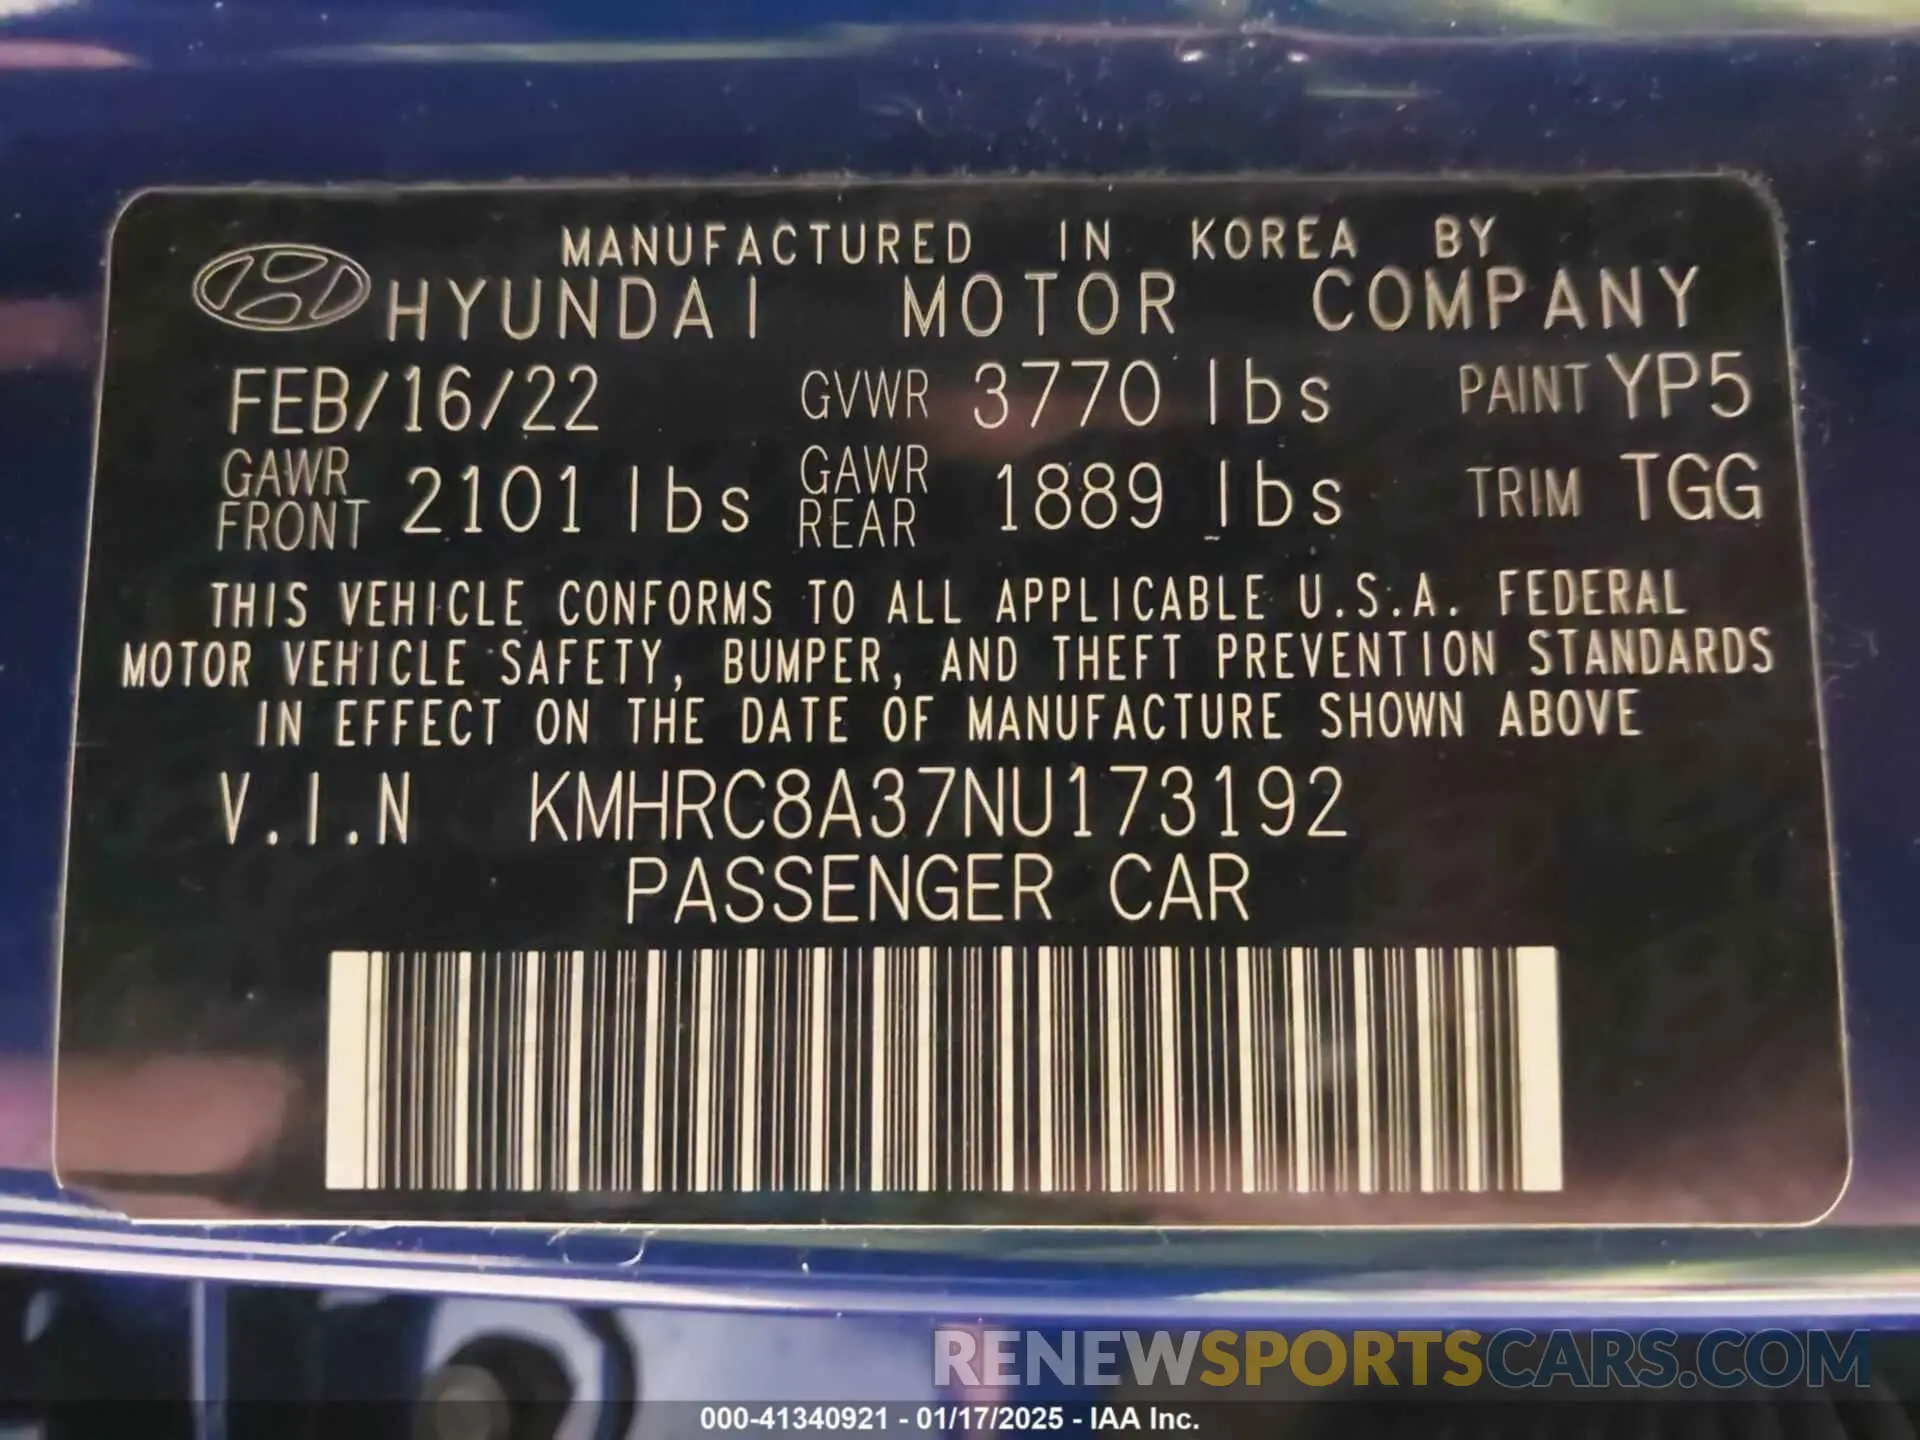 MANUFACTURED IN KOREA BY
HYUNDAI MOTOR COMPANY
FEB/16/22 GVWR 3770 lbs PAINT YP5
GAWR FRONT 2101 lbs GAWR REAR 1889 lbs TRIM TGG
THIS VEHICLE CONFORMS TO ALL APPLICABLE U.S.A. FEDERAL
MOTOR VEHICLE SAFETY, BUMPER, AND THEFT PREVENTION STANDARDS
IN EFFECT ON THE DATE OF MANUFACTURE SHOWN ABOVE
V.I.N KMHRC8A37NU173192
PASSENGER CAR
RENEWSPORTSCARS.COM
000-41340921 - 01/17/2025 - IAA Inc.